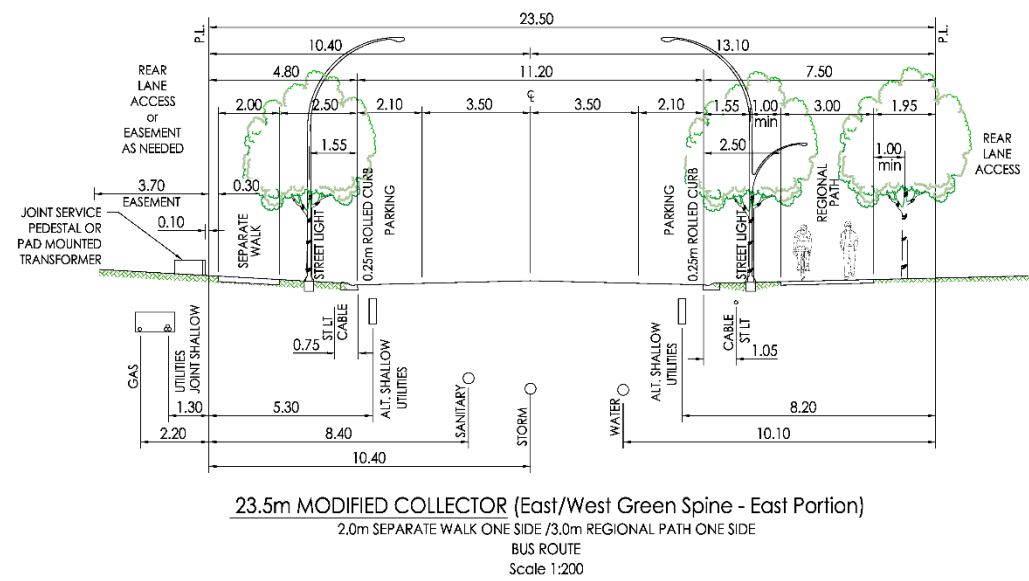 23.50
P.L.
P.L.
10.40
13.10
4.80
11.20
7.50
REAR
LANE
ACCESS
or
EASEMENT
AS NEEDED
℄
2.00
2.50
2.10
3.50
3.50
2.10
1.55
1.00
min
3.00
1.95
1.55
2.50
1.00
min
REAR
LANE
ACCESS
3.70
EASEMENT
0.30
JOINT SERVICE
PEDESTAL OR
PAD MOUNTED
TRANSFORMER
0.10
SEPARATE
WALK
STREET LIGHT
0.25m ROLLED CURB
PARKING
PARKING
0.25m ROLLED CURB
STREET LIGHT
REGIONAL
PATH
GAS
UTILITIES
JOINT SHALLOW
0.75
ST LT
CABLE
ALT. SHALLOW
UTILITIES
SANITARY
STORM
WATER
ALT. SHALLOW
UTILITIES
CABLE
ST LT
1.05
1.30
5.30
8.20
2.20
8.40
10.10
10.40
23.5m MODIFIED COLLECTOR (East/West Green Spine - East Portion)
2.0m SEPARATE WALK ONE SIDE /3.0m REGIONAL PATH ONE SIDE
BUS ROUTE
Scale 1:200